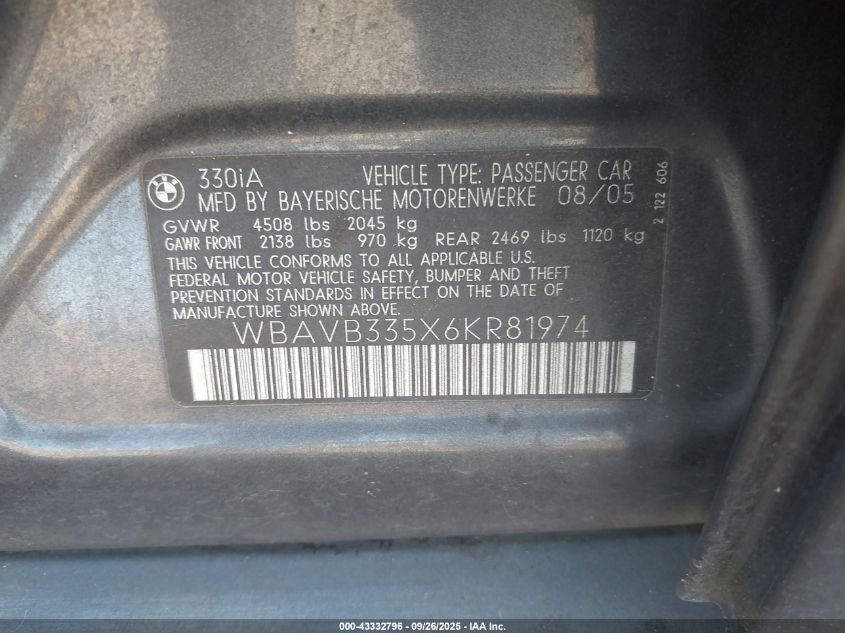 BMW
330iA VEHICLE TYPE: PASSENGER CAR
MFD BY BAYERISCHE MOTORENWERKE 08/05
GVWR 4508 lbs 2045 kg
GAWR FRONT 2138 lbs 970 kg REAR 2469 lbs 1120 kg
THIS VEHICLE CONFORMS TO ALL APPLICABLE U.S.
FEDERAL MOTOR VEHICLE SAFETY, BUMPER AND THEFT
PREVENTION STANDARDS IN EFFECT ON THE DATE OF
MANUFACTURE SHOWN ABOVE.
WBAVB335X6KR81974
2 122 606
000-43332796 - 09/26/2025 - IAA Inc.